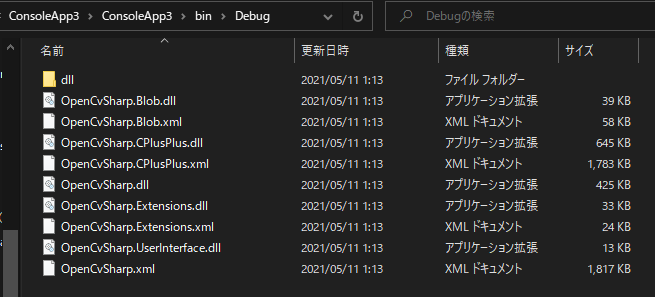 ConsoleApp3 > ConsoleApp3 > bin > Debug
Debugの検索
名前 更新日時 種類 サイズ
dll 2021/05/11 1:13 ファイル フォルダー
OpenCvSharp.Blob.dll 2021/05/11 1:13 アプリケーション拡張 39 KB
OpenCvSharp.Blob.xml 2021/05/11 1:13 XML ドキュメント 58 KB
OpenCvSharp.CPlusPlus.dll 2021/05/11 1:13 アプリケーション拡張 645 KB
OpenCvSharp.CPlusPlus.xml 2021/05/11 1:13 XML ドキュメント 1,783 KB
OpenCvSharp.dll 2021/05/11 1:13 アプリケーション拡張 425 KB
OpenCvSharp.Extensions.dll 2021/05/11 1:13 アプリケーション拡張 33 KB
OpenCvSharp.Extensions.xml 2021/05/11 1:13 XML ドキュメント 24 KB
OpenCvSharp.UserInterface.dll 2021/05/11 1:13 アプリケーション拡張 13 KB
OpenCvSharp.xml 2021/05/11 1:13 XML ドキュメント 1,817 KB